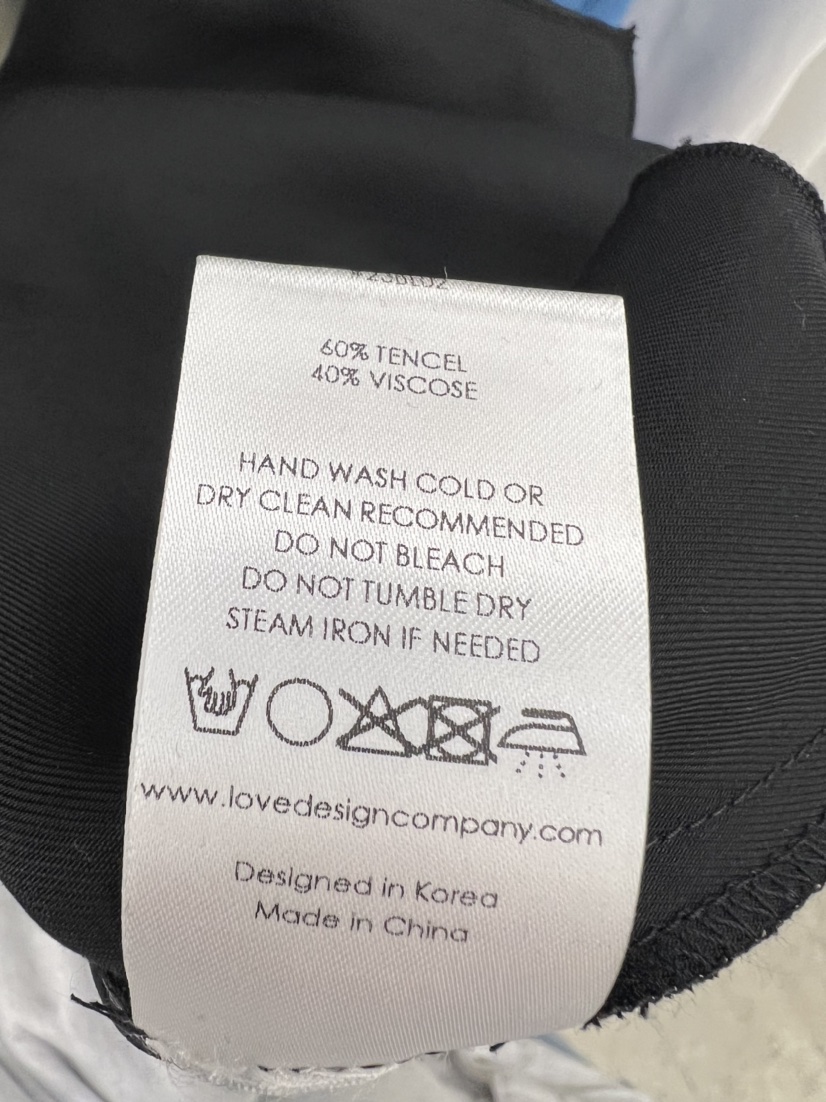 60% TENCEL
40% VISCOSE
HAND WASH COLD OR
DRY CLEAN RECOMMENDED
DO NOT BLEACH
DO NOT TUMBLE DRY
STEAM IRON IF NEEDED
www.lovedesigncompany.com
Designed in Korea
Made in China